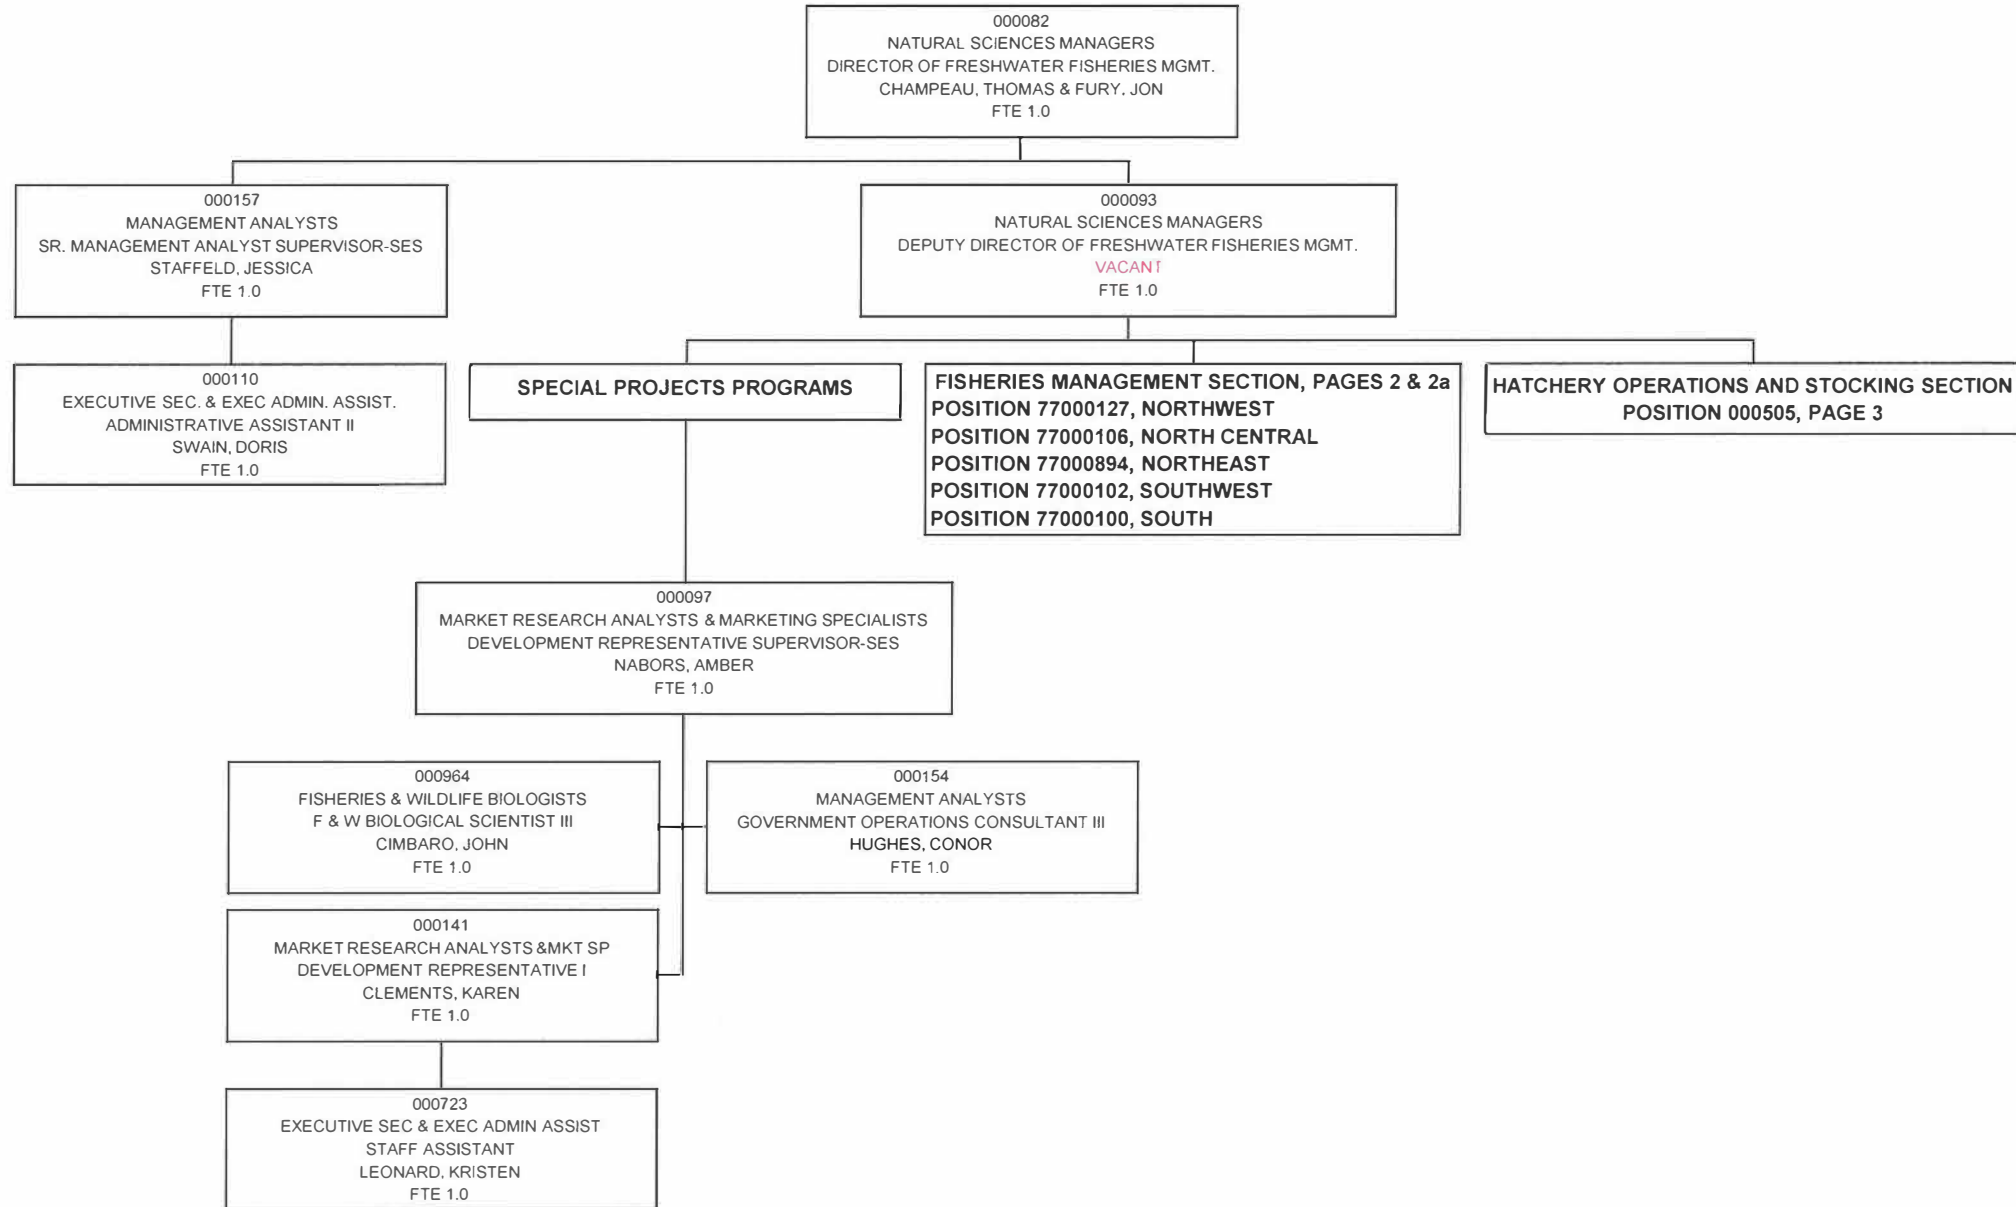 000082
NATURAL SCIENCES MANAGERS
DIRECTOR OF FRESHWATER FISHERIES MGMT.
CHAMPEAU, THOMAS & FURY, JON
FTE 1.0
000157
MANAGEMENT ANALYSTS
SR. MANAGEMENT ANALYST SUPERVISOR-SES
STAFFELD, JESSICA
FTE 1.0
000093
NATURAL SCIENCES MANAGERS
DEPUTY DIRECTOR OF FRESHWATER FISHERIES MGMT.
VACANT
FTE 1.0
000110
EXECUTIVE SEC. & EXEC ADMIN. ASSIST.
ADMINISTRATIVE ASSISTANT II
SWAIN, DORIS
FTE 1.0
SPECIAL PROJECTS PROGRAMS
FISHERIES MANAGEMENT SECTION, PAGES 2 & 2a
POSITION 77000127, NORTHWEST
POSITION 77000106, NORTH CENTRAL
POSITION 77000894, NORTHEAST
POSITION 77000102, SOUTHWEST
POSITION 77000100, SOUTH
HATCHERY OPERATIONS AND STOCKING SECTION
POSITION 000505, PAGE 3
000097
MARKET RESEARCH ANALYSTS & MARKETING SPECIALISTS
DEVELOPMENT REPRESENTATIVE SUPERVISOR-SES
NABORS, AMBER
FTE 1.0
000964
FISHERIES & WILDLIFE BIOLOGISTS
F & W BIOLOGICAL SCIENTIST III
CIMBARO, JOHN
FTE 1.0
000154
MANAGEMENT ANALYSTS
GOVERNMENT OPERATIONS CONSULTANT III
HUGHES, CONOR
FTE 1.0
000141
MARKET RESEARCH ANALYSTS &MKT SP
DEVELOPMENT REPRESENTATIVE I
CLEMENTS, KAREN
FTE 1.0
000723
EXECUTIVE SEC & EXEC ADMIN ASSIST
STAFF ASSISTANT
LEONARD, KRISTEN
FTE 1.0